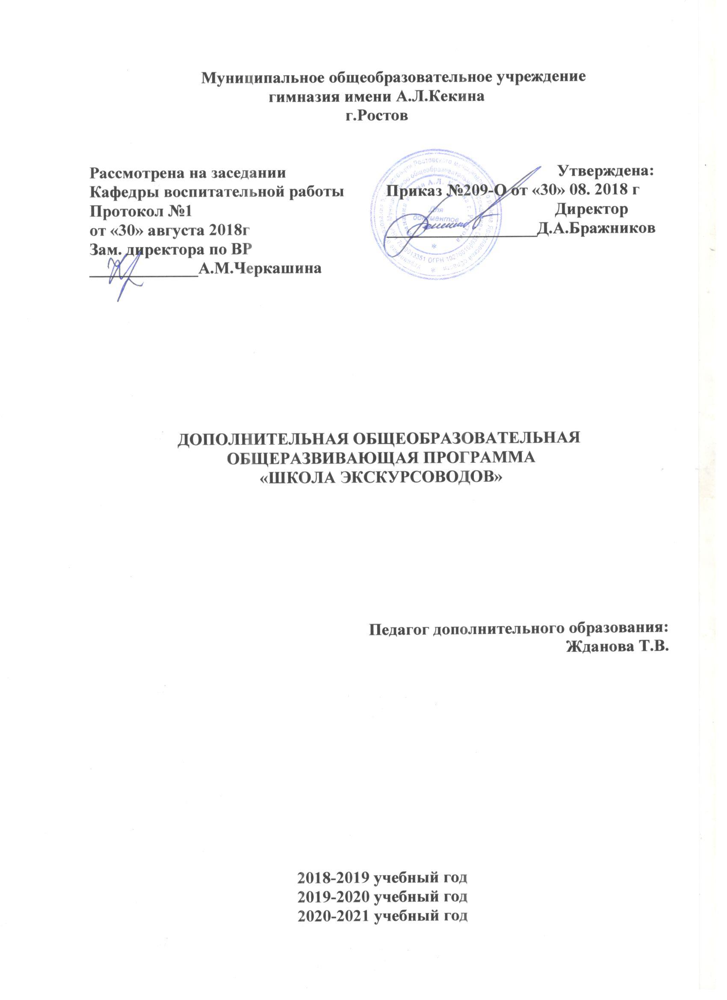 Муниципальное общеобразовательное учреждение
гимназия имени А.Л.Кекина
г.Ростов
Рассмотрена на заседании
Кафедры воспитательной работы
Протокол №1
от «30» августа 2018г
Зам. директора по ВР
_____________А.М.Черкашина
Утверждена:
Приказ №209-О от «30» 08. 2018 г
Директор
__________________Д.А.Бражников
Для
документов
ДОПОЛНИТЕЛЬНАЯ ОБЩЕОБРАЗОВАТЕЛЬНАЯ
ОБЩЕРАЗВИВАЮЩАЯ ПРОГРАММА
«ШКОЛА ЭКСКУРСОВОДОВ»
Педагог дополнительного образования:
Жданова Т.В.
2018-2019 учебный год
2019-2020 учебный год
2020-2021 учебный год